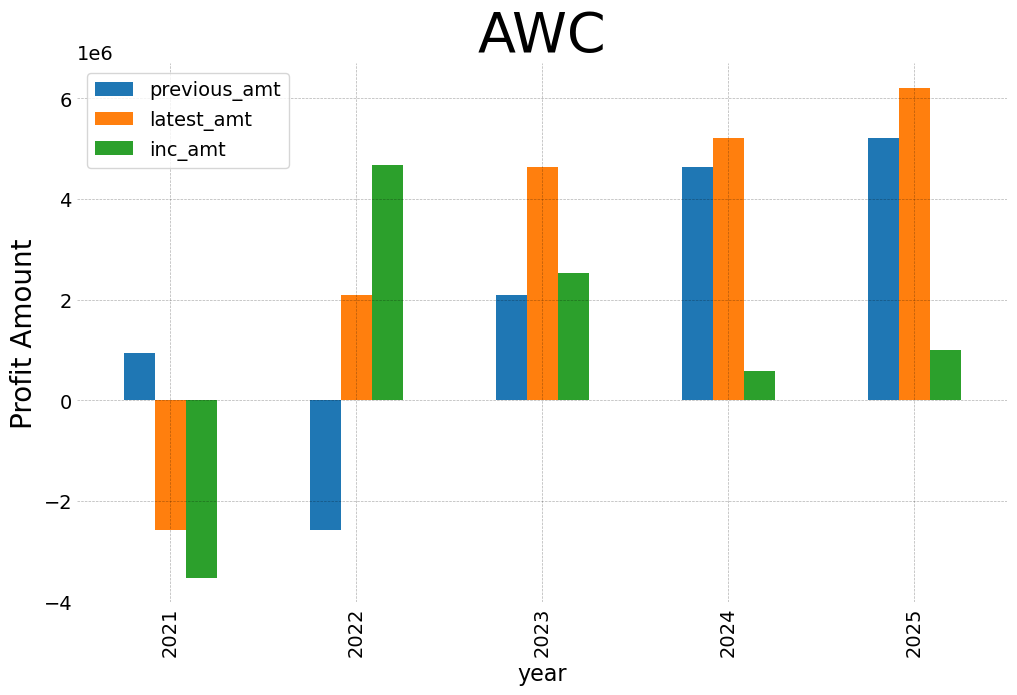 AWC
1e6
previous_amt
latest_amt
inc_amt
Profit Amount
6
4
2
0
−2
−4
2021
2022
2023
2024
2025
year